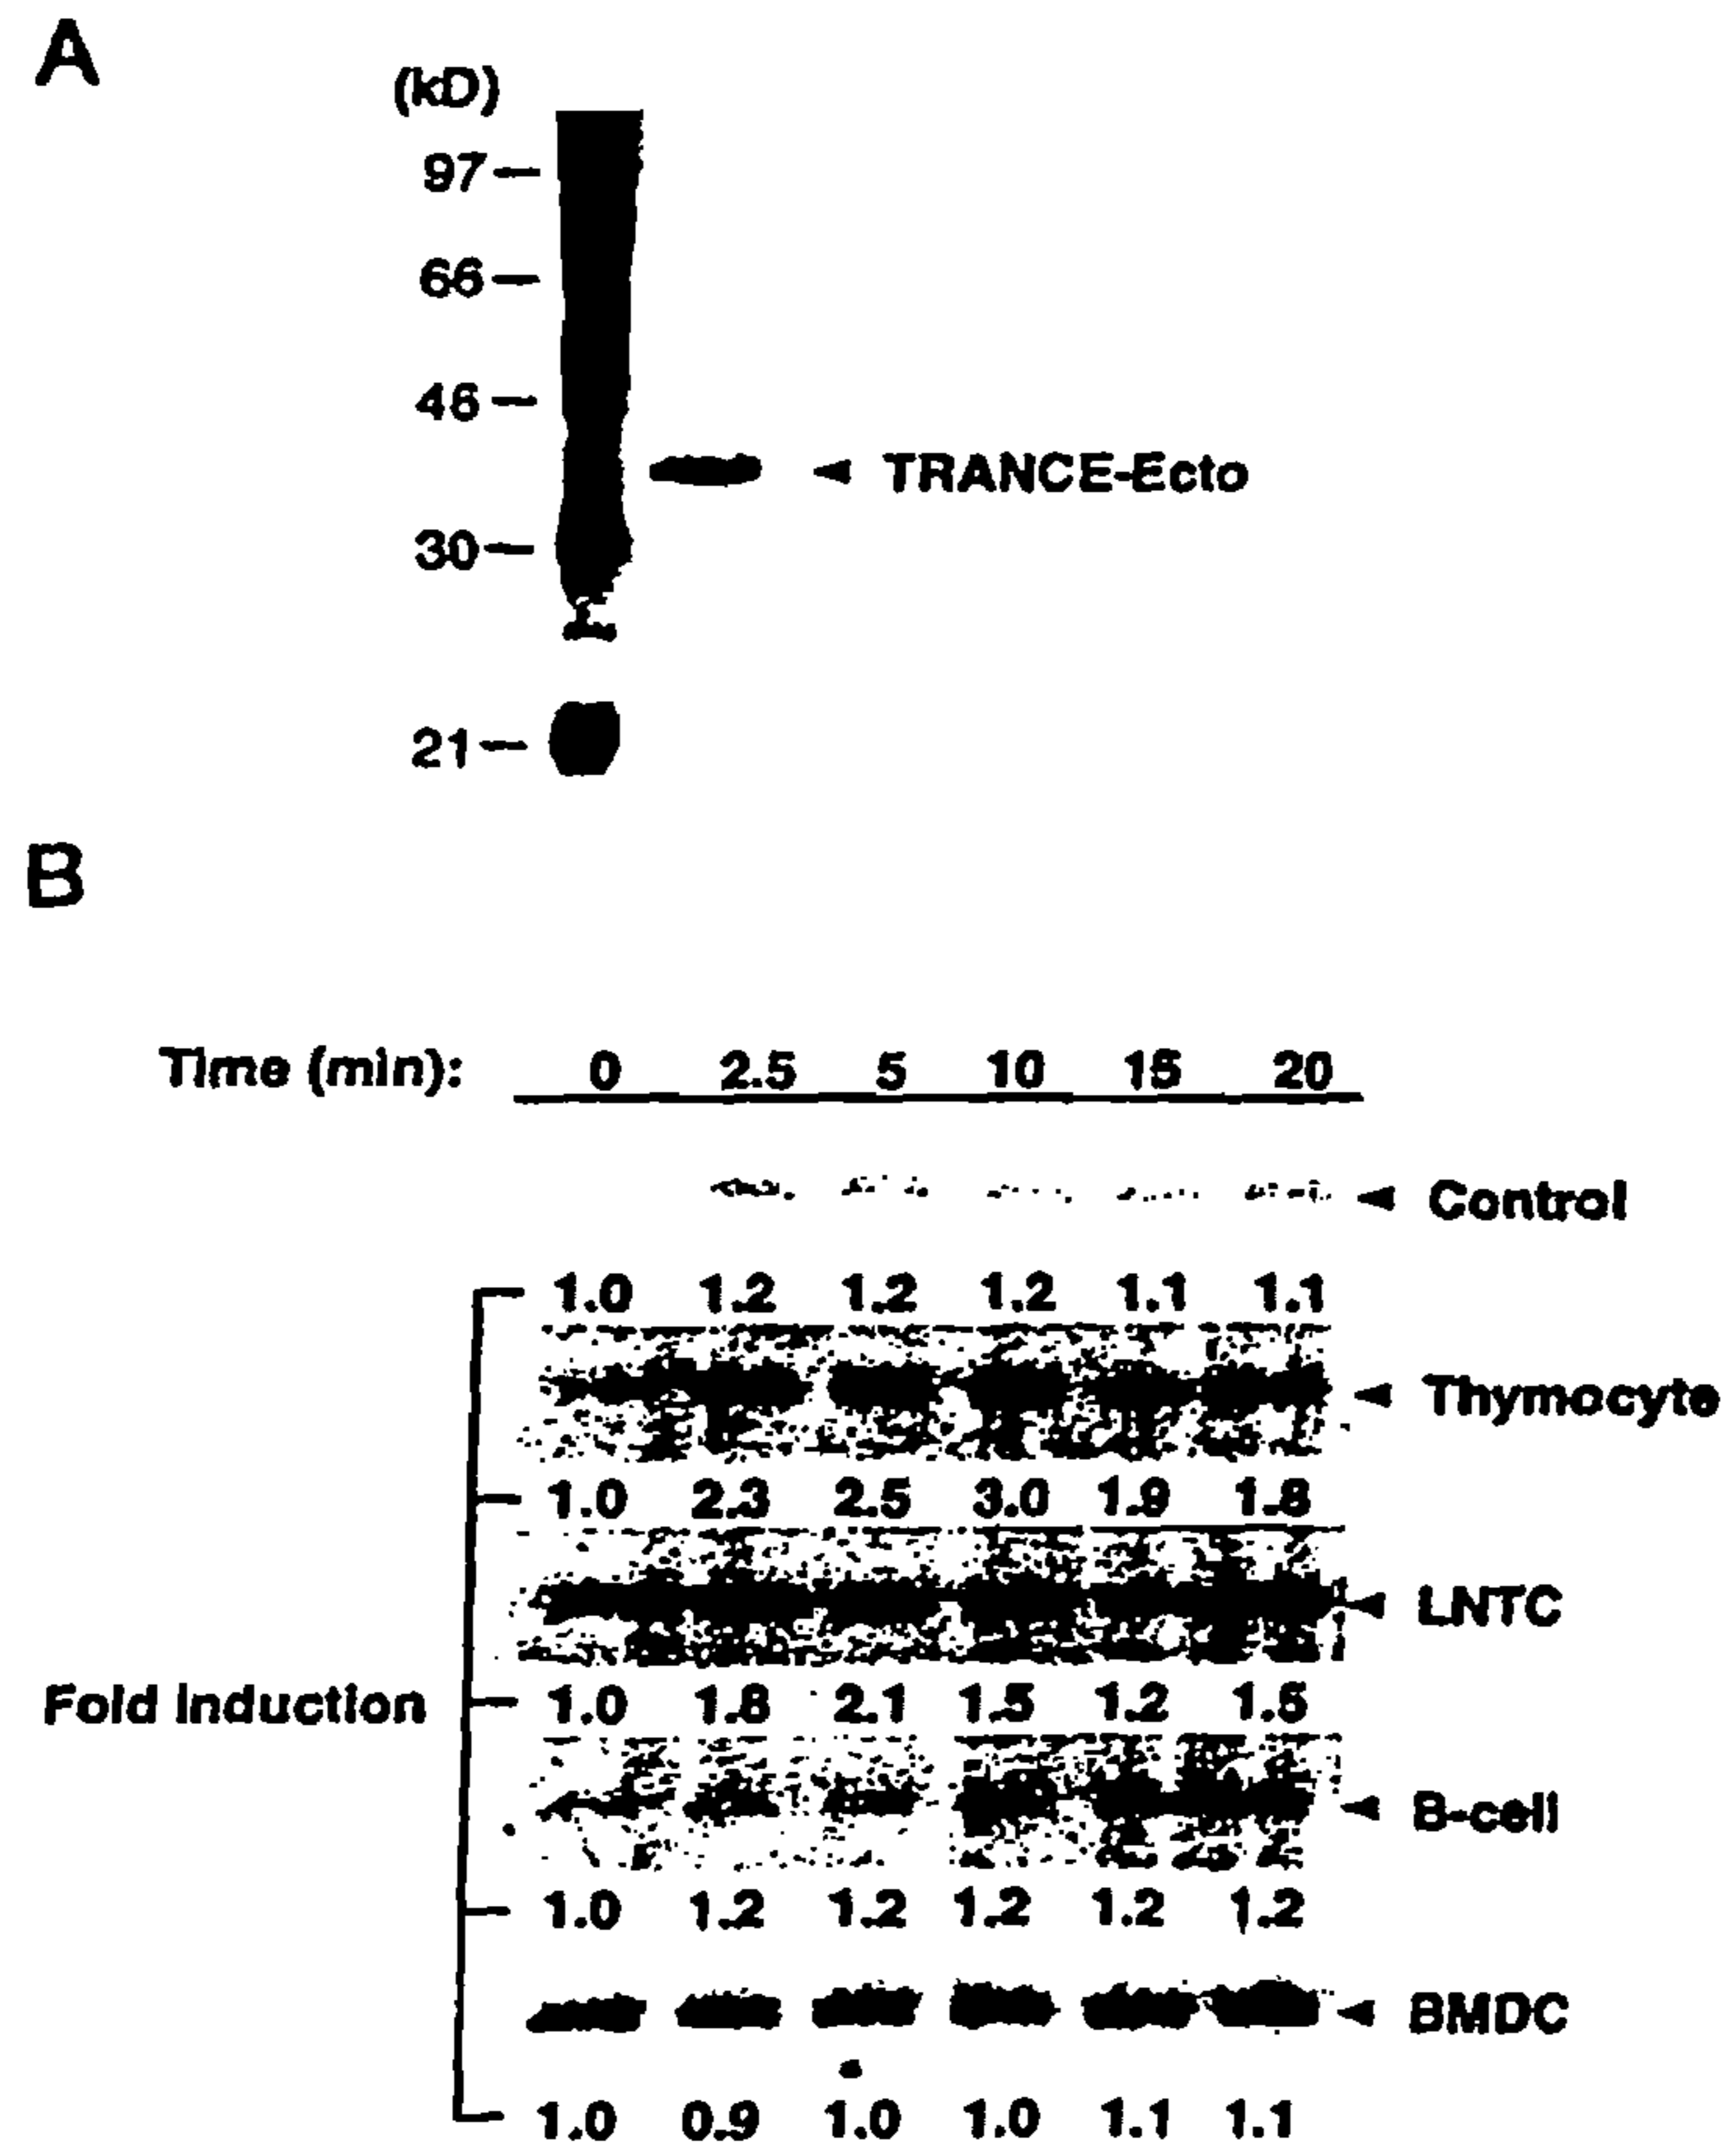 A
(kD)
97
66
46
TRANCE-Ecto
30
21
B
Time (min): 0 2.5 5 10 15 20
Control
1.0 1.2 1.2 1.2 1.1 1.1
Thymocyte
1.0 2.3 2.5 3.0 1.9 1.8
LNTC
Fold Induction 1.0 1.8 2.1 1.5 1.2 1.5
B-cell
1.0 1.2 1.2 1.2 1.2 1.2
BMDC
1.0 0.9 1.0 1.0 1.1 1.1